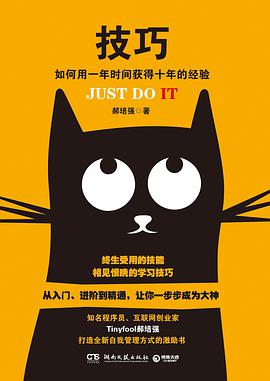 技巧
如何用一年时间获得十年的经验
JUST DO IT
郝培强◎著
终生受用的技能
相见恨晚的学习技巧
从入门、进阶到精通，让你一步步成为大神
知名程序员、互联网创业家
Tinyfool郝培强
打造全新自我管理方式的激励书
湖南文艺出版社
博集天卷